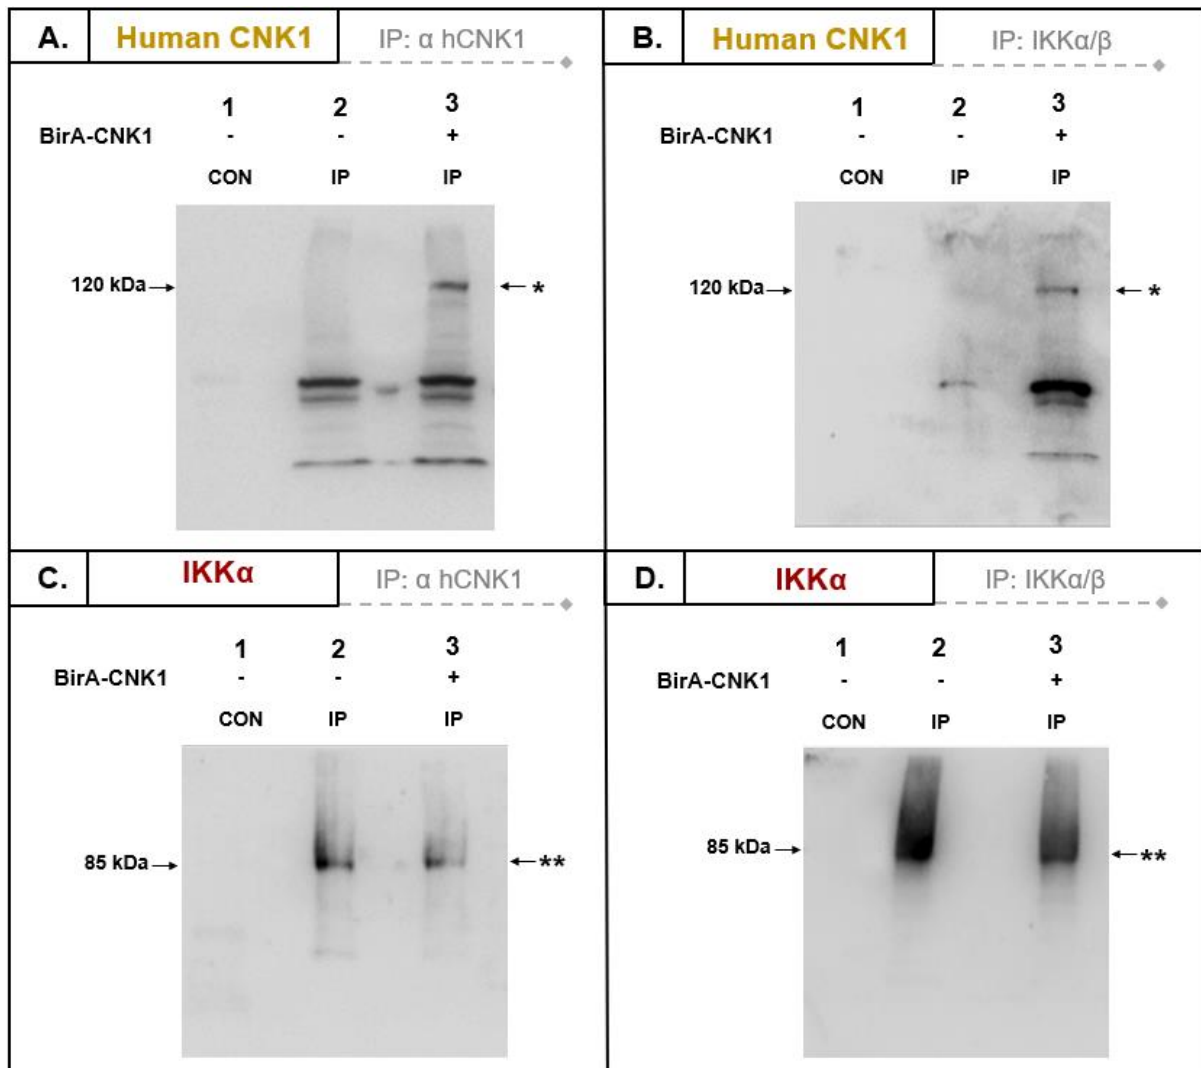 A. Human CNK1 IP: α hCNK1
1 2 3
BirA-CNK1 - - +
CON IP IP
120 kDa *
B. Human CNK1 IP: IKKα/β
1 2 3
BirA-CNK1 - - +
CON IP IP
120 kDa *
C. IKKα IP: α hCNK1
1 2 3
BirA-CNK1 - - +
CON IP IP
85 kDa **
D. IKKα IP: IKKα/β
1 2 3
BirA-CNK1 - - +
CON IP IP
85 kDa **